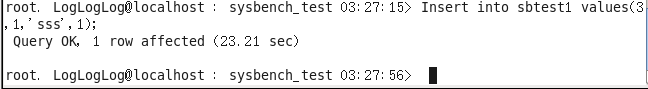 root. LogLogLog@localhost : sysbench_test 03:27:15> Insert into sbtest1 values(3
,1,'sss',1);
Query OK, 1 row affected (23.21 sec)
root. LogLogLog@localhost : sysbench_test 03:27:56>